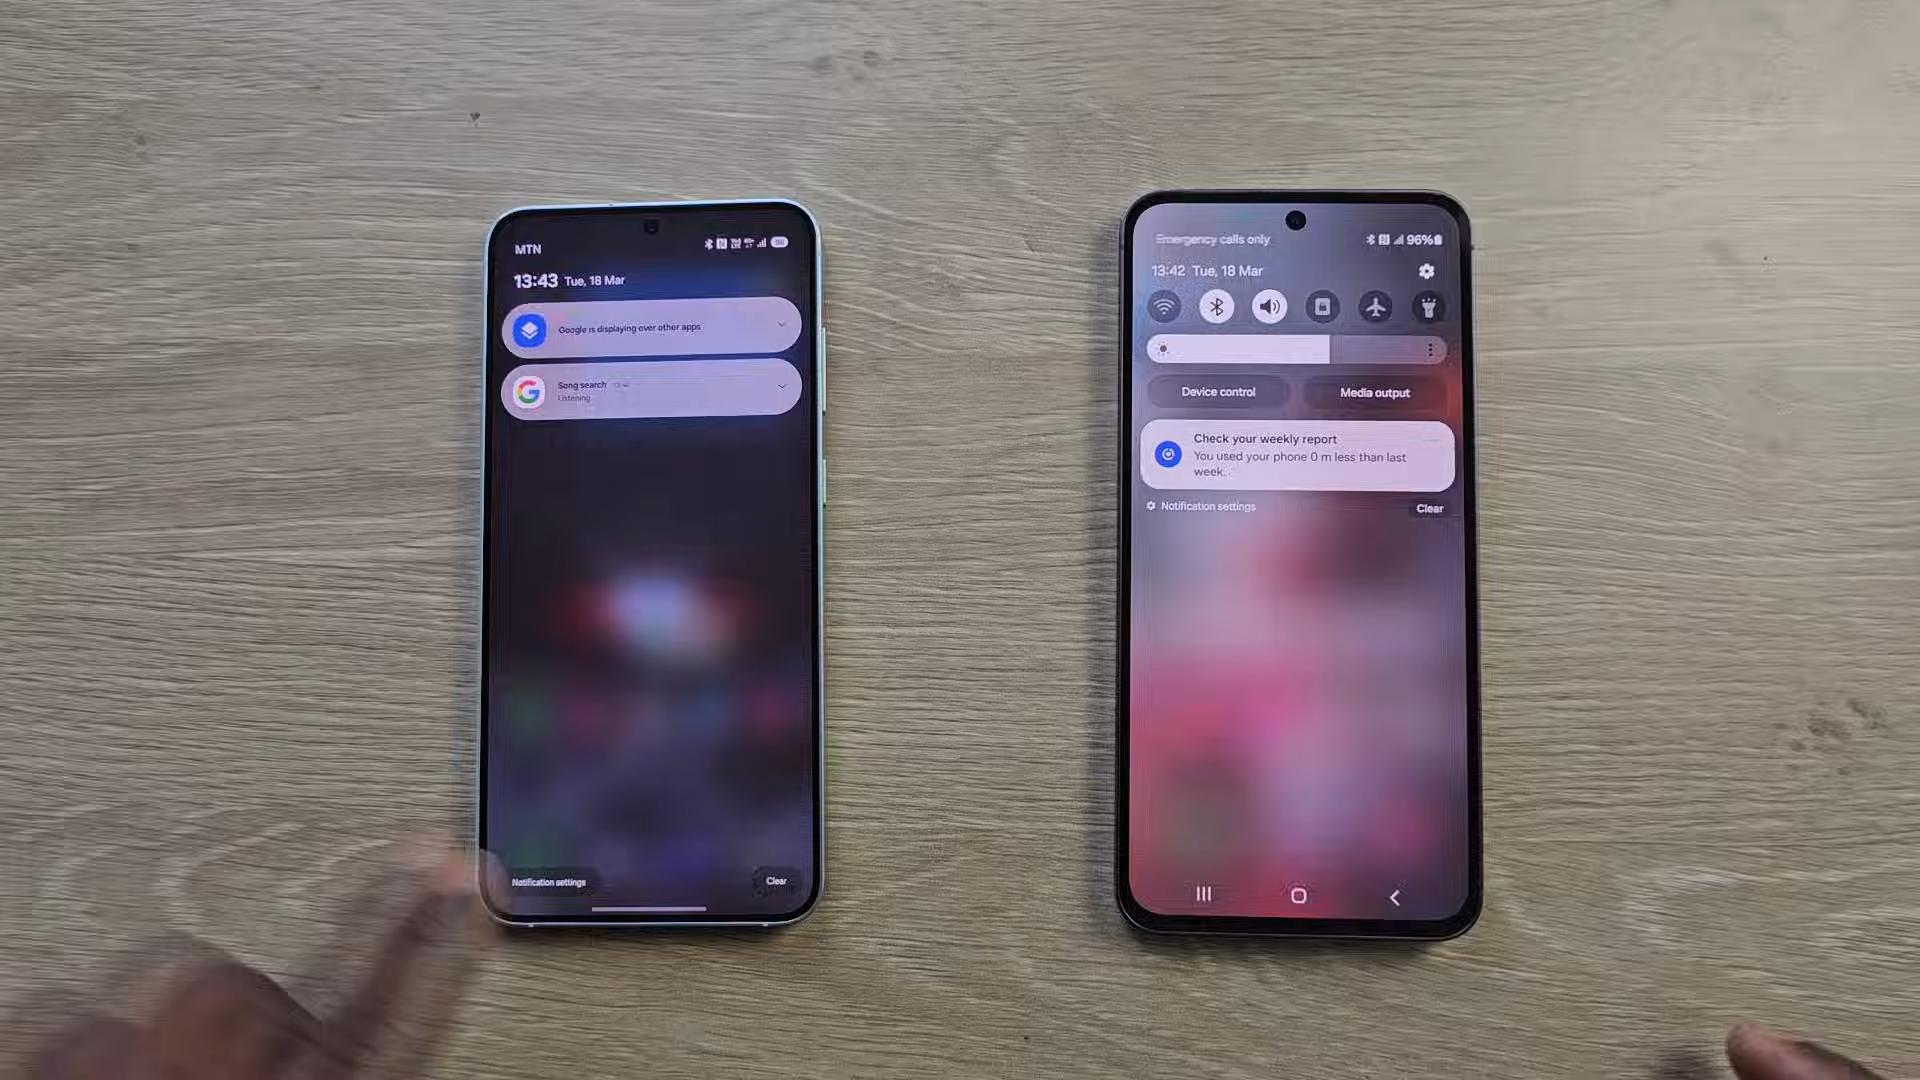 MTN
13:43 Tue, 18 Mar
Google is displaying over other apps
Song search
Listening
Notification settings
Clear
Emergency calls only
96%
13:42 Tue, 18 Mar
Device control
Media output
Check your weekly report
You used your phone 0 m less than last
week.
Notification settings
Clear